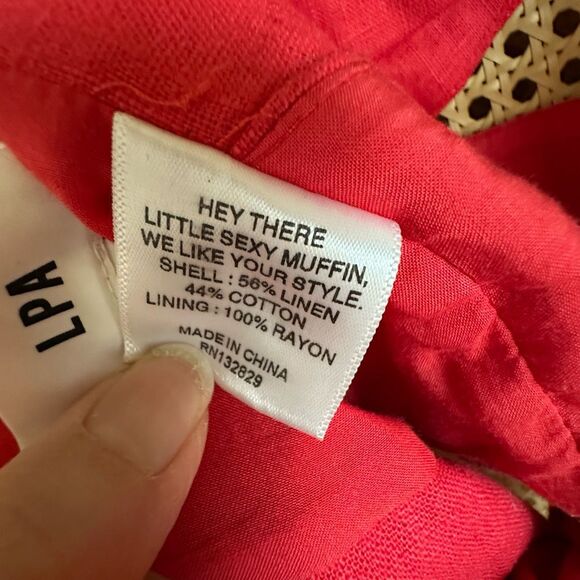 HEY THERE
LITTLE SEXY MUFFIN,
WE LIKE YOUR STYLE.
SHELL : 56% LINEN
44% COTTON
LINING : 100% RAYON
MADE IN CHINA
RN132829
LPA